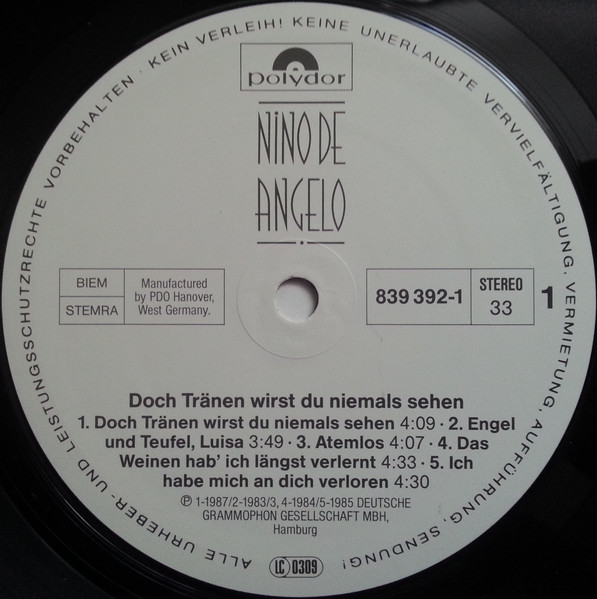 ALLE URHEBER- UND LEISTUNGSSCHUTZRECHTE VORBEHALTEN · KEIN VERLEIH! KEINE UNERLAUBTE VERVIELFÄLTIGUNG, VERMIETUNG, AUFFÜHRUNG, SENDUNG!
polydor
NINO DE
ANGELO
BIEM
STEMRA
Manufactured
by PDO Hanover,
West Germany.
839 392-1
STEREO
33
1
Doch Tränen wirst du niemals sehen
1. Doch Tränen wirst du niemals sehen 4:09 · 2. Engel
und Teufel, Luisa 3:49 · 3. Atemlos 4:07 · 4. Das
Weinen hab' ich längst verlernt 4:33 · 5. Ich
habe mich an dich verloren 4:30
℗ 1-1987/2-1983/3, 4-1984/5-1985 DEUTSCHE
GRAMMOPHON GESELLSCHAFT MBH,
Hamburg
LC 0309